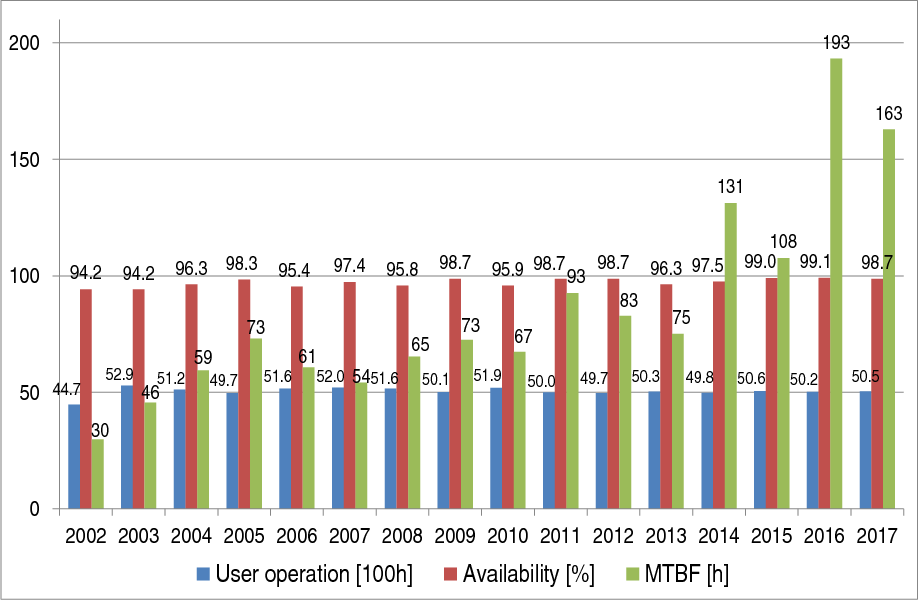 200
150
100
50
0
193
163
131
108
94.2 94.2 96.3 98.3 95.4 97.4 95.8 98.7 95.9 98.7 98.7 96.3 97.5 99.0 99.1 98.7
30 46 59 73 61 54 65 73 67 93 83 75
44.7 52.9 51.2 49.7 51.6 52.0 51.6 50.1 51.9 50.0 49.7 50.3 49.8 50.6 50.2 50.5
2002 2003 2004 2005 2006 2007 2008 2009 2010 2011 2012 2013 2014 2015 2016 2017
User operation [100h] Availability [%] MTBF [h]